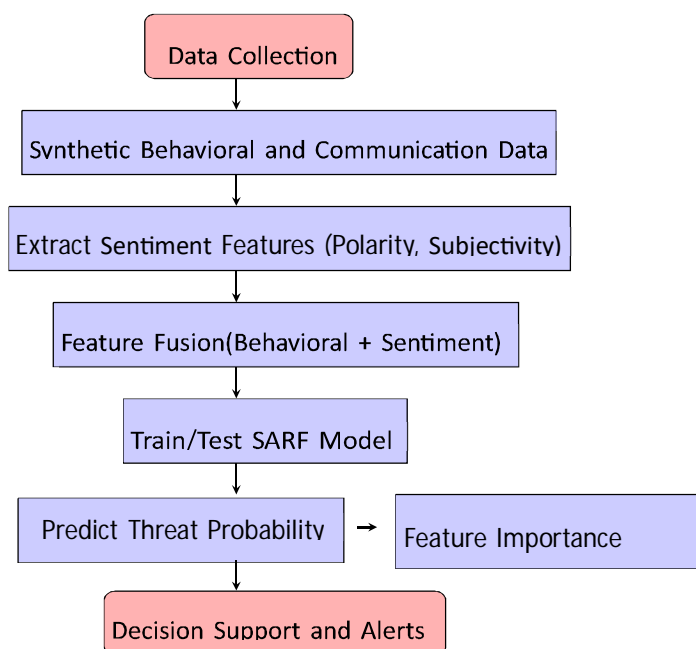 Data Collection
Synthetic Behavioral and Communication Data
Extract Sentiment Features (Polarity, Subjectivity)
Feature Fusion(Behavioral + Sentiment)
Train/Test SARF Model
Predict Threat Probability
Feature Importance
Decision Support and Alerts